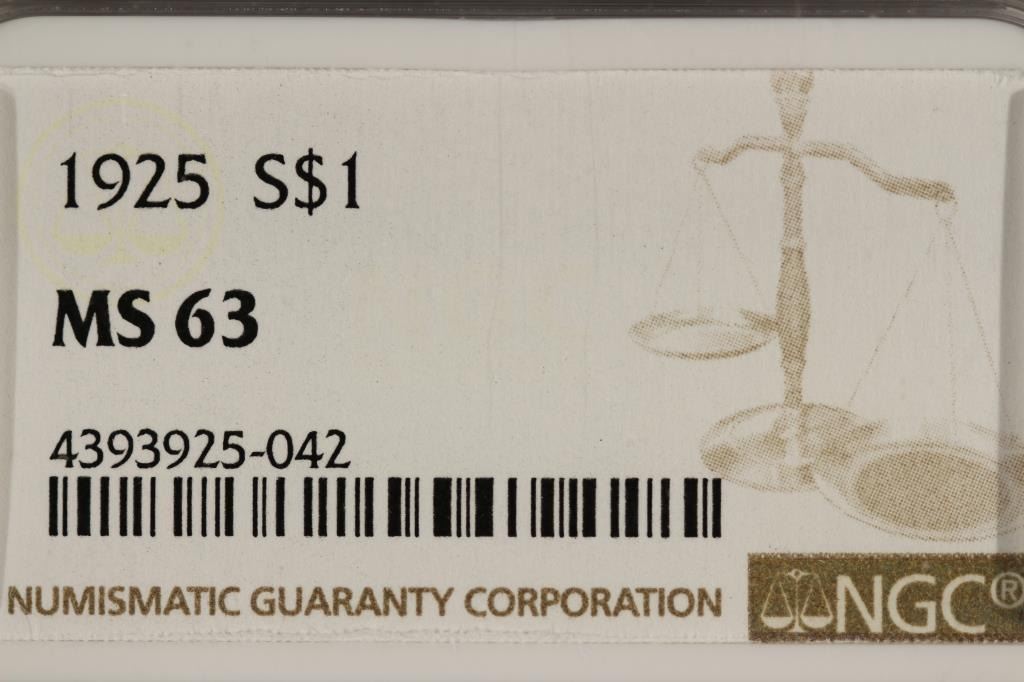 1925 S$1
MS 63
4393925-042
NUMISMATIC GUARANTY CORPORATION
NGC®